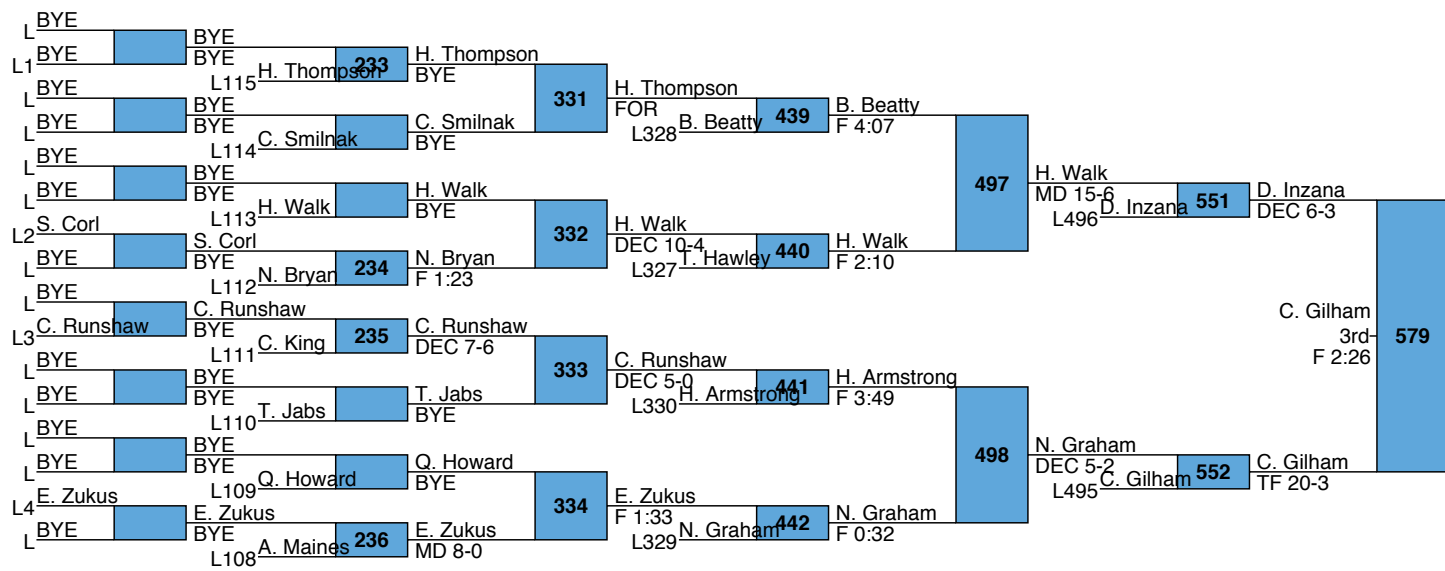 BYE
L
BYE
L1
BYE
BYE
L115 H. Thompson
233
H. Thompson
BYE
BYE
L
BYE
L
BYE
BYE
L114 C. Smilnak
C. Smilnak
BYE
331
H. Thompson
FOR
L328 B. Beatty
439
B. Beatty
F 4:07
BYE
L
BYE
L
BYE
BYE
L113 H. Walk
H. Walk
BYE
S. Corl
L2
BYE
L
S. Corl
BYE
L112 N. Bryan
234
N. Bryan
F 1:23
332
H. Walk
DEC 10-4
L327 T. Hawley
440
H. Walk
F 2:10
497
H. Walk
MD 15-6
L496 D. Inzana
551
D. Inzana
DEC 6-3
BYE
L
C. Runshaw
L3
C. Runshaw
BYE
L111 C. King
235
C. Runshaw
DEC 7-6
BYE
L
BYE
L
BYE
BYE
L110 T. Jabs
T. Jabs
BYE
333
C. Runshaw
DEC 5-0
L330 H. Armstrong
441
H. Armstrong
F 3:49
BYE
L
BYE
L
BYE
BYE
L109 Q. Howard
Q. Howard
BYE
E. Zukus
L4
BYE
L
E. Zukus
BYE
L108 A. Maines
236
E. Zukus
MD 8-0
334
E. Zukus
F 1:33
L329 N. Graham
442
N. Graham
F 0:32
498
N. Graham
DEC 5-2
L495 C. Gilham
552
C. Gilham
TF 20-3
C. Gilham
3rd
F 2:26
579